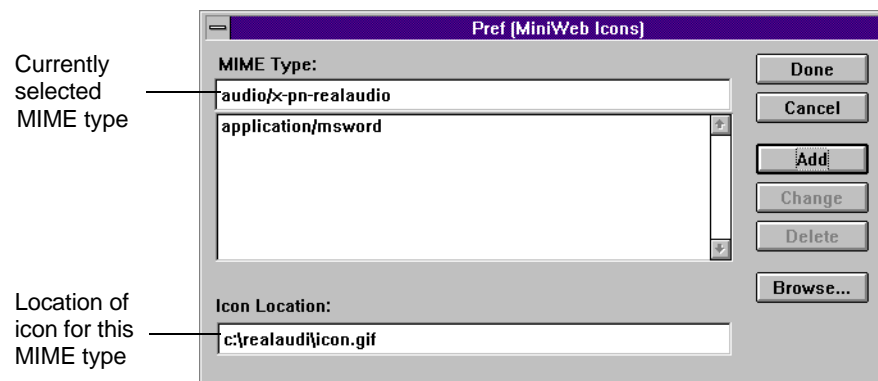 Pref (MiniWeb Icons)
Currently
selected
MIME type
MIME Type:
audio/x-pn-realaudio
application/msword
Done
Cancel
Add
Change
Delete
Browse...
Location of
icon for this
MIME type
Icon Location:
c:\realaudi\icon.gif